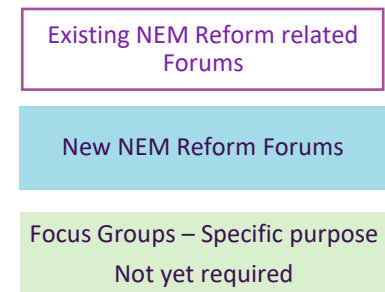 Existing NEM Reform related
Forums
New NEM Reform Forums
Focus Groups – Specific purpose
Not yet required